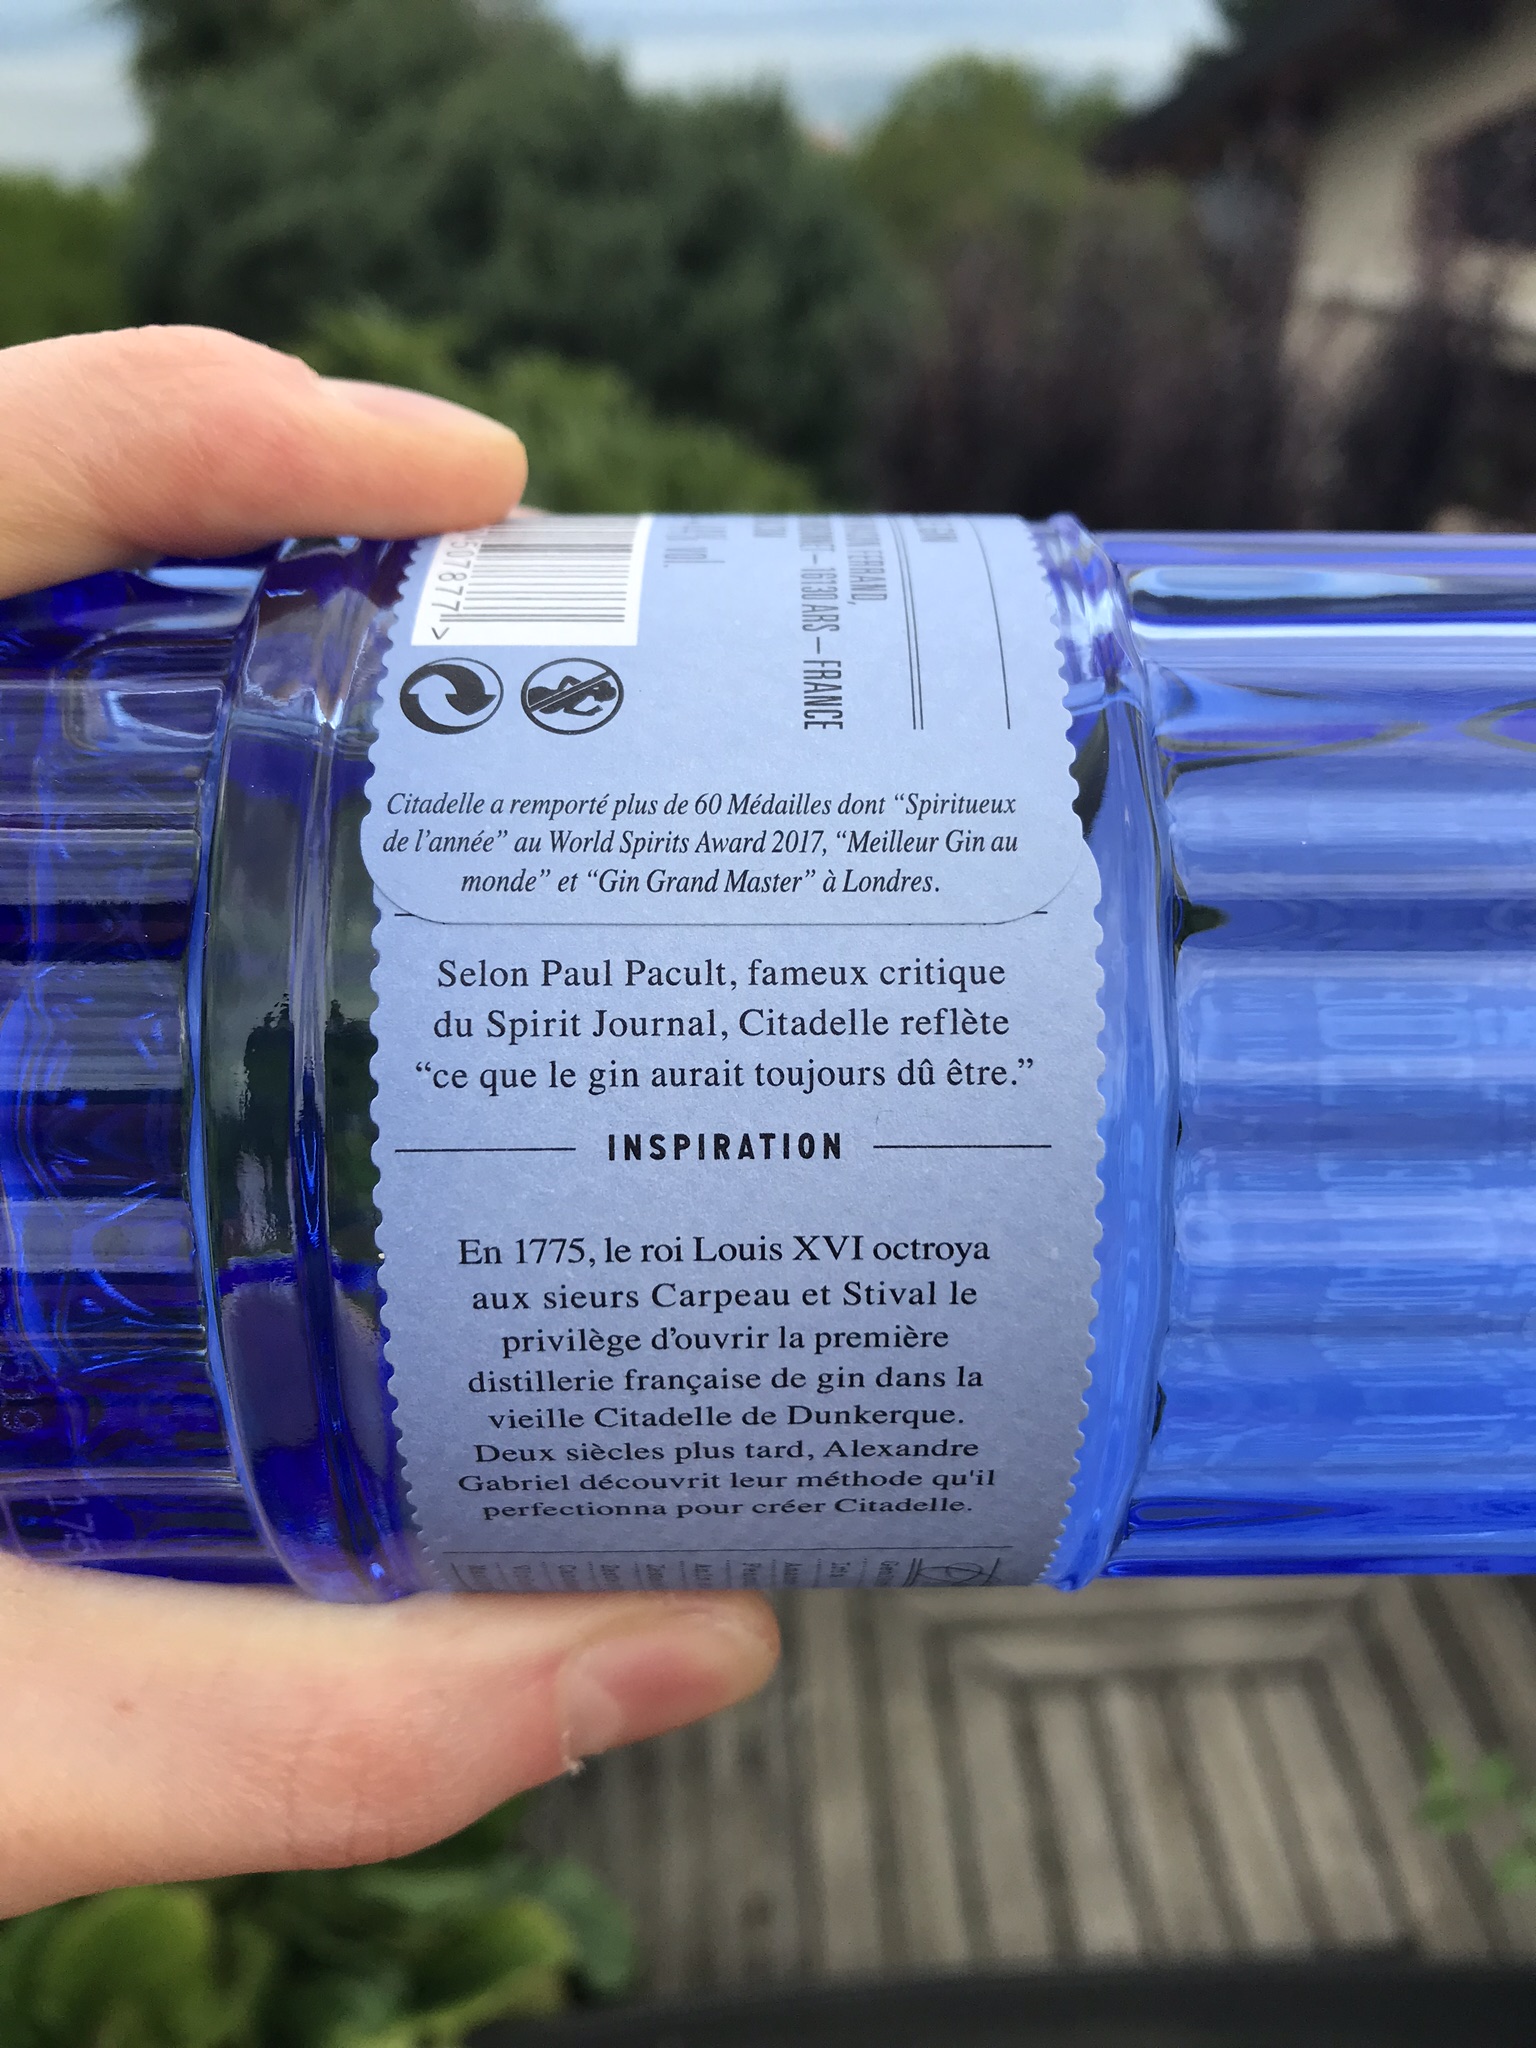 507877>
vol.
FERRAND,
16130 ARS – FRANCE
Citadelle a remporté plus de 60 Médailles dont “Spiritueux
de l’année” au World Spirits Award 2017, “Meilleur Gin au
monde” et “Gin Grand Master” à Londres.
Selon Paul Pacult, fameux critique
du Spirit Journal, Citadelle reflète
“ce que le gin aurait toujours dû être.”
INSPIRATION
En 1775, le roi Louis XVI octroya
aux sieurs Carpeau et Stival le
privilège d’ouvrir la première
distillerie française de gin dans la
vieille Citadelle de Dunkerque.
Deux siècles plus tard, Alexandre
Gabriel découvrit leur méthode qu'il
perfectionna pour créer Citadelle.